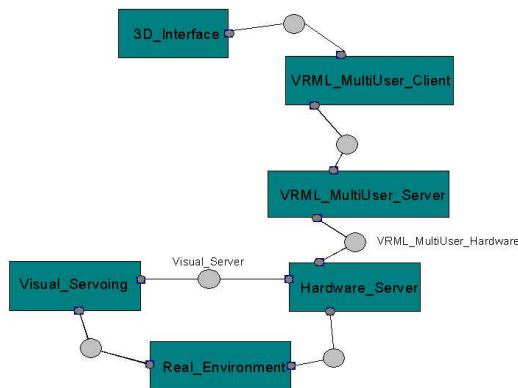 3D_Interface
VRML_MultiUser_Client
VRML_MultiUser_Server
VRML_MultiUser_Hardware
Visual_Server
Visual_Servoing
Hardware_Server
Real_Environment